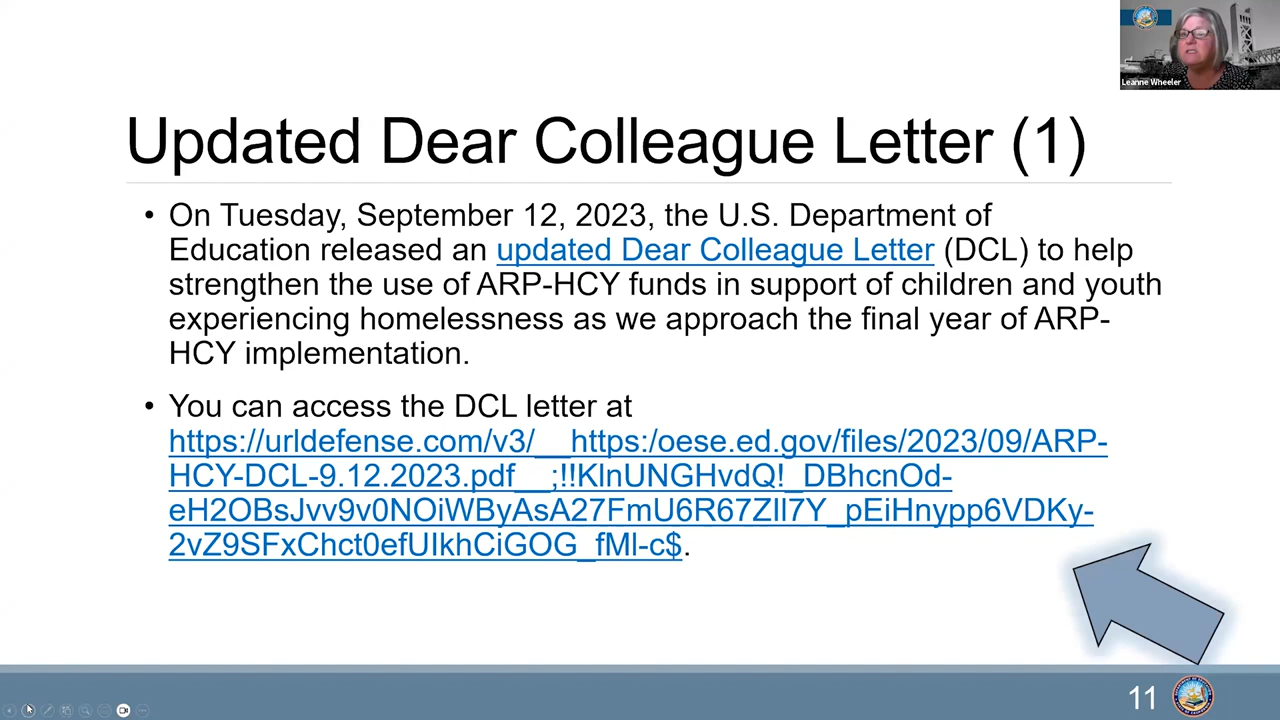 Leanne Wheeler
Updated Dear Colleague Letter (1)
• On Tuesday, September 12, 2023, the U.S. Department of
Education released an updated Dear Colleague Letter (DCL) to help
strengthen the use of ARP-HCY funds in support of children and youth
experiencing homelessness as we approach the final year of ARP-
HCY implementation.
• You can access the DCL letter at
https://urldefense.com/v3/__https:/oese.ed.gov/files/2023/09/ARP-
HCY-DCL-9.12.2023.pdf__;!!KlnUNGHvdQ!_DBhcnOd-
eH2OBsJvv9v0NOiWByAsA27FmU6R67Zll7Y_pEiHnypp6VDKy-
2vZ9SFxChct0efUIkhCiGOG_fMl-c$.
11